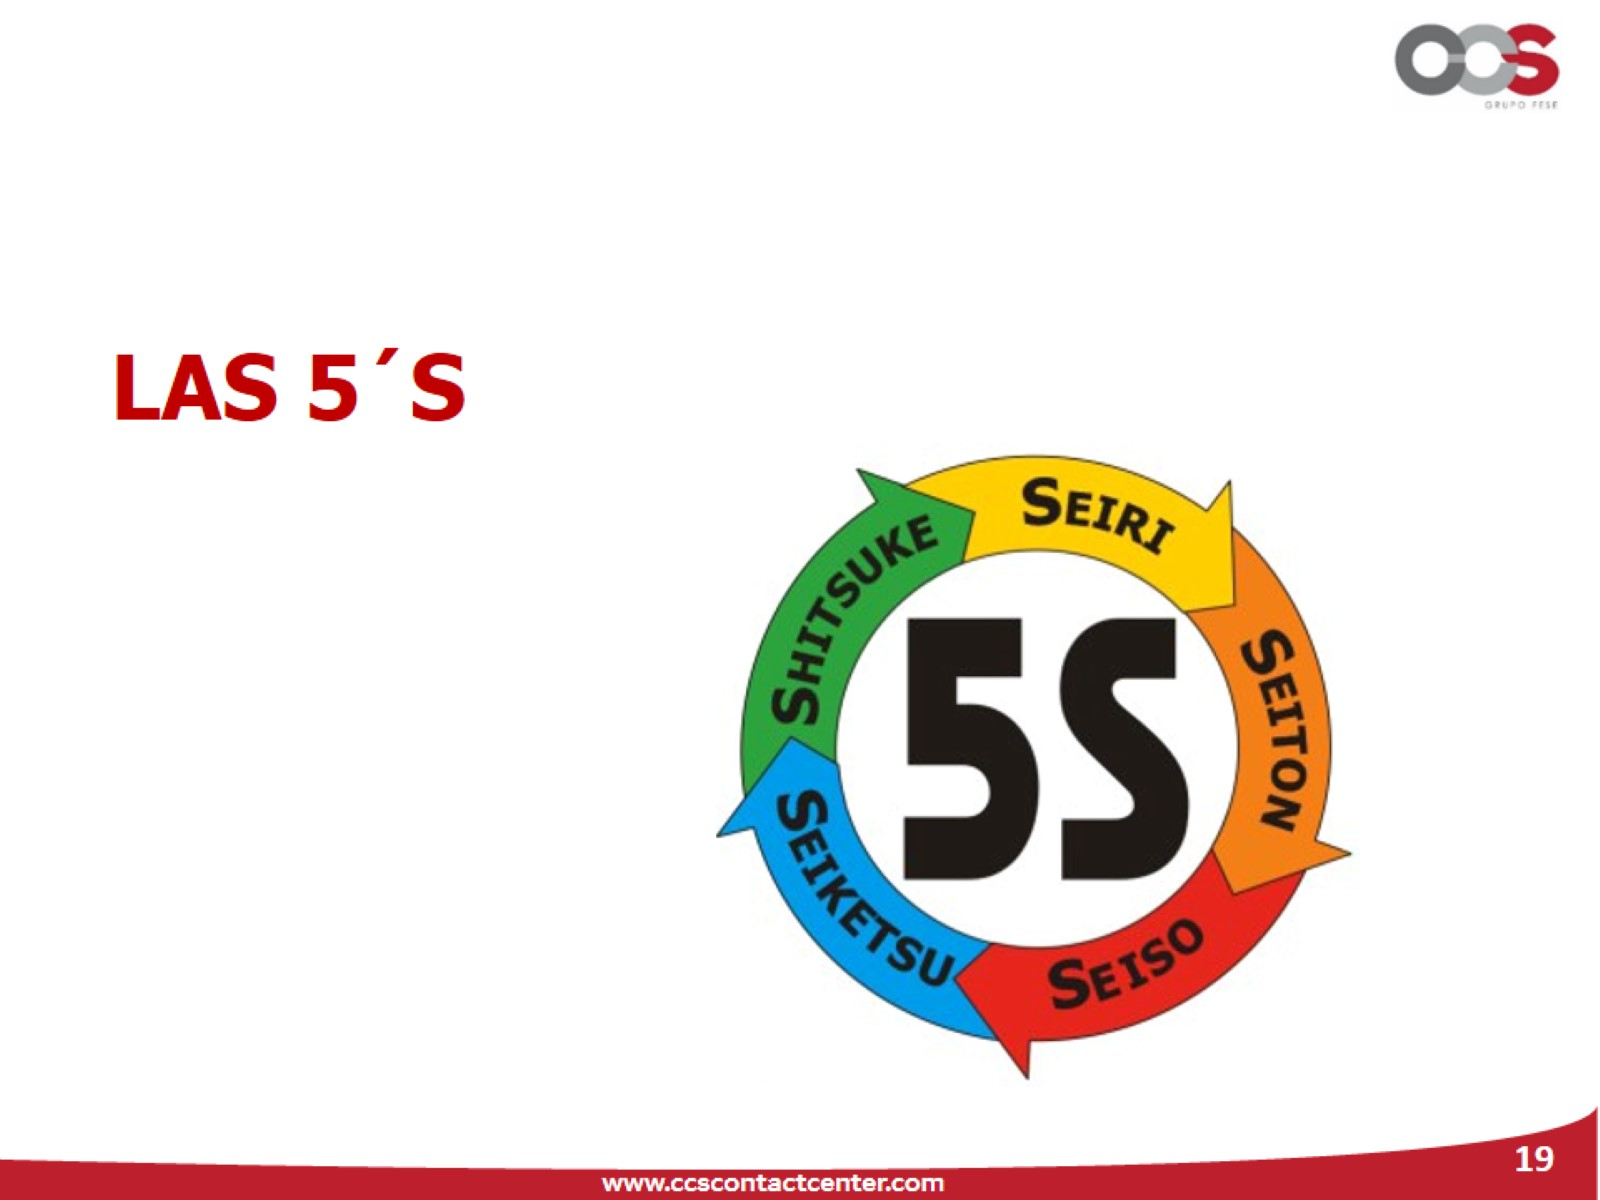 CCS
GRUPO FESE
LAS 5´S
SEIRI
SEITON
SEISO
SEIKETSU
SHITSUKE
5S
19
www.ccscontactcenter.com